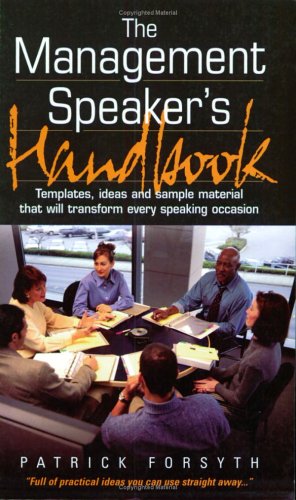 The
Management
Speaker's
Handbook
Templates, ideas and sample material
that will transform every speaking occasion
PATRICK FORSYTH
"Full of practical ideas you can use straight away..."